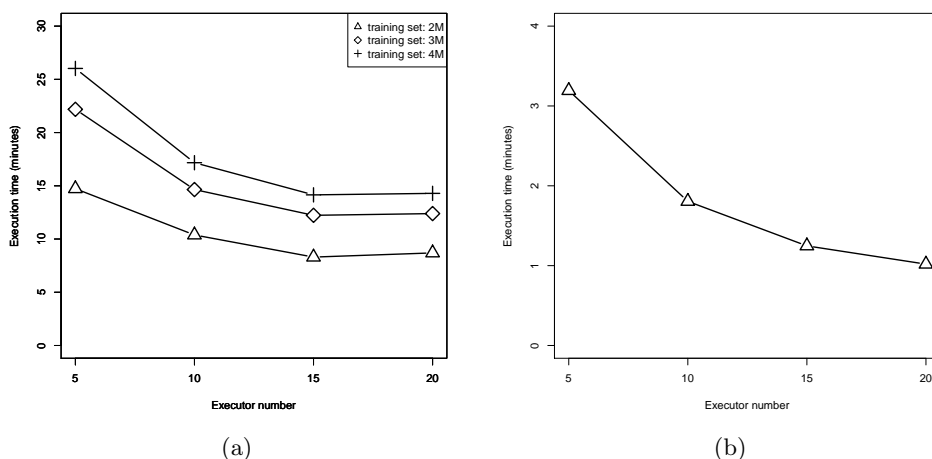 training set: 2M
training set: 3M
training set: 4M
30
25
20
15
10
5
0
Execution time (minutes)
5
10
15
20
Executor number
(a)
4
3
2
1
0
Execution time (minutes)
5
10
15
20
Executor number
(b)